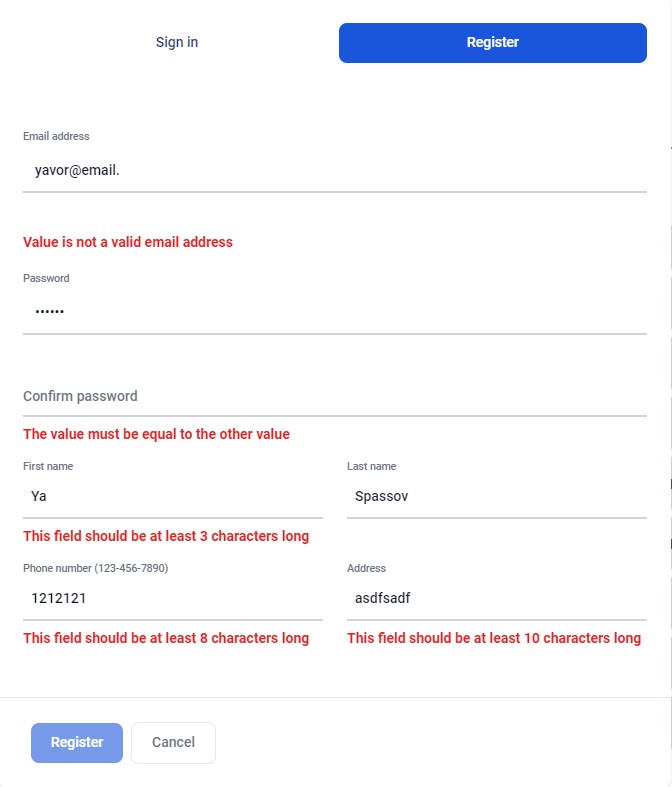 Sign in
Register
Email address
yavor@email.
Value is not a valid email address
Password
••••••
Confirm password
The value must be equal to the other value
First name
Last name
Ya
Spassov
This field should be at least 3 characters long
Phone number (123-456-7890)
Address
1212121
asdfsadf
This field should be at least 8 characters long
This field should be at least 10 characters long
Register
Cancel